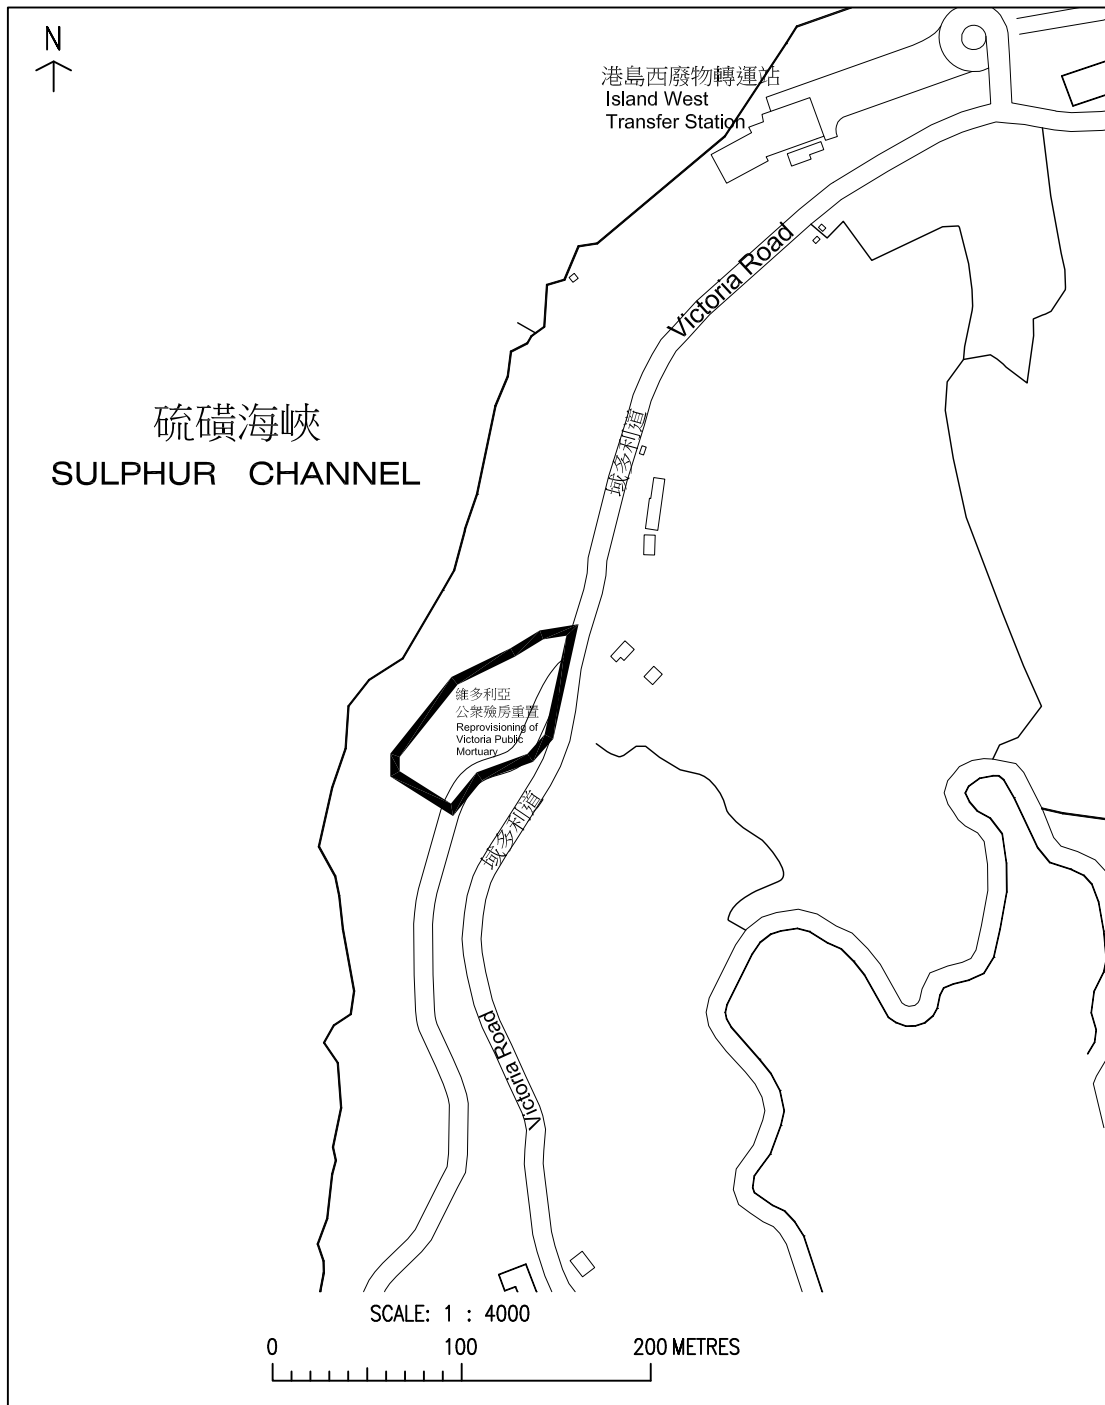 N
港島西廢物轉運站
Island West
Transfer Station
Victoria Road
硫磺海峽
SULPHUR CHANNEL
域多利道
維多利亞
公眾殮房重置
Reprovisioning of
Victoria Public
Mortuary
域多利道
Victoria Road
SCALE: 1 : 4000
0 100 200 METRES